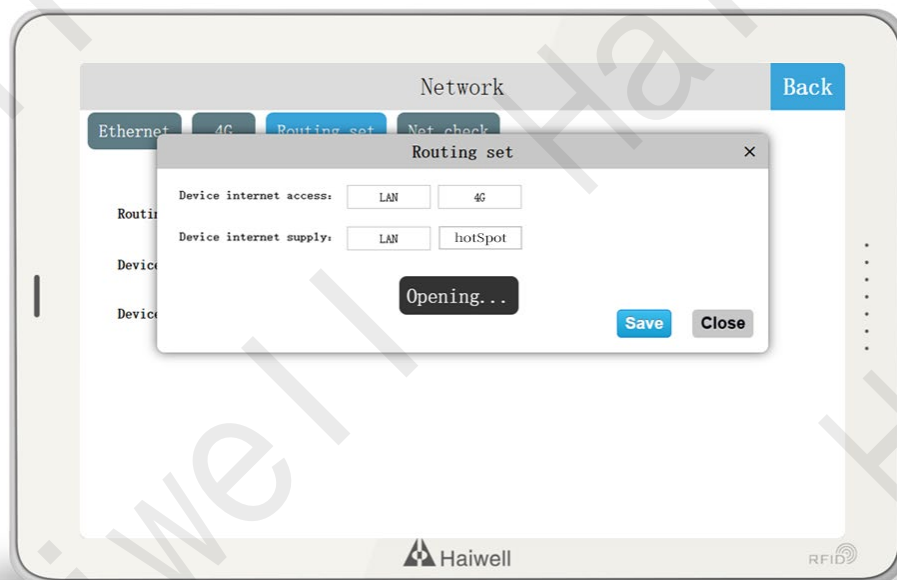 Network
Back
Ethernet 4G Routing set Net check
Routing set ×
Device internet access: LAN 4G
Routin
Device internet supply: LAN hotSpot
Device
Opening...
Device
Save Close
Haiwell
RFID
Haiwell